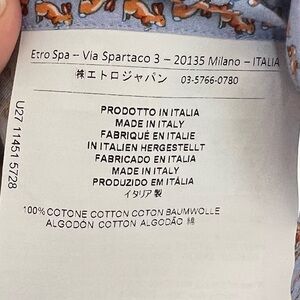 Etro Spa – Via Spartaco 3 – 20135 Milano – ITALIA
㈱エトロジャパン 03-5766-0780
PRODOTTO IN ITALIA
MADE IN ITALY
FABRIQUÉ EN ITALIE
IN ITALIEN HERGESTELLT
FABRICADO EN ITALIA
MADE IN ITALY
PRODUZIDO EM ITÁLIA
イタリア製
100% COTONE COTTON COTON BAUMWOLLE
ALGODÓN COTTON ALGODÃO 綿
U27 11451 5728